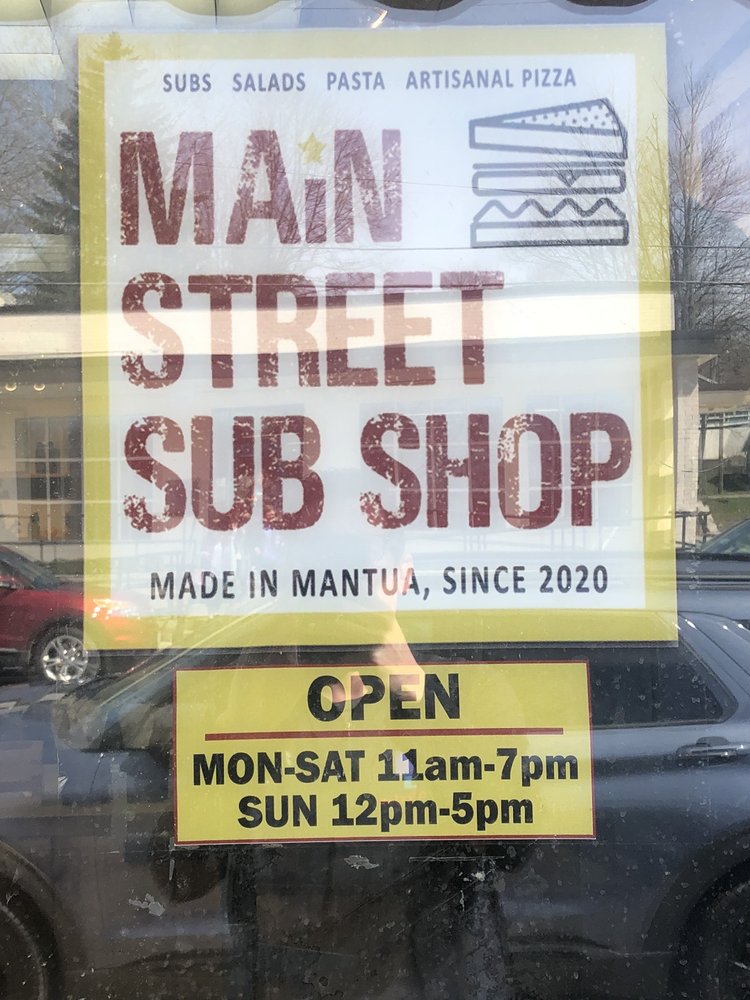 SUBS SALADS PASTA ARTISANAL PIZZA
MAiN
STREET
SUB SHOP
MADE IN MANTUA, SINCE 2020
OPEN
MON-SAT 11am-7pm
SUN 12pm-5pm